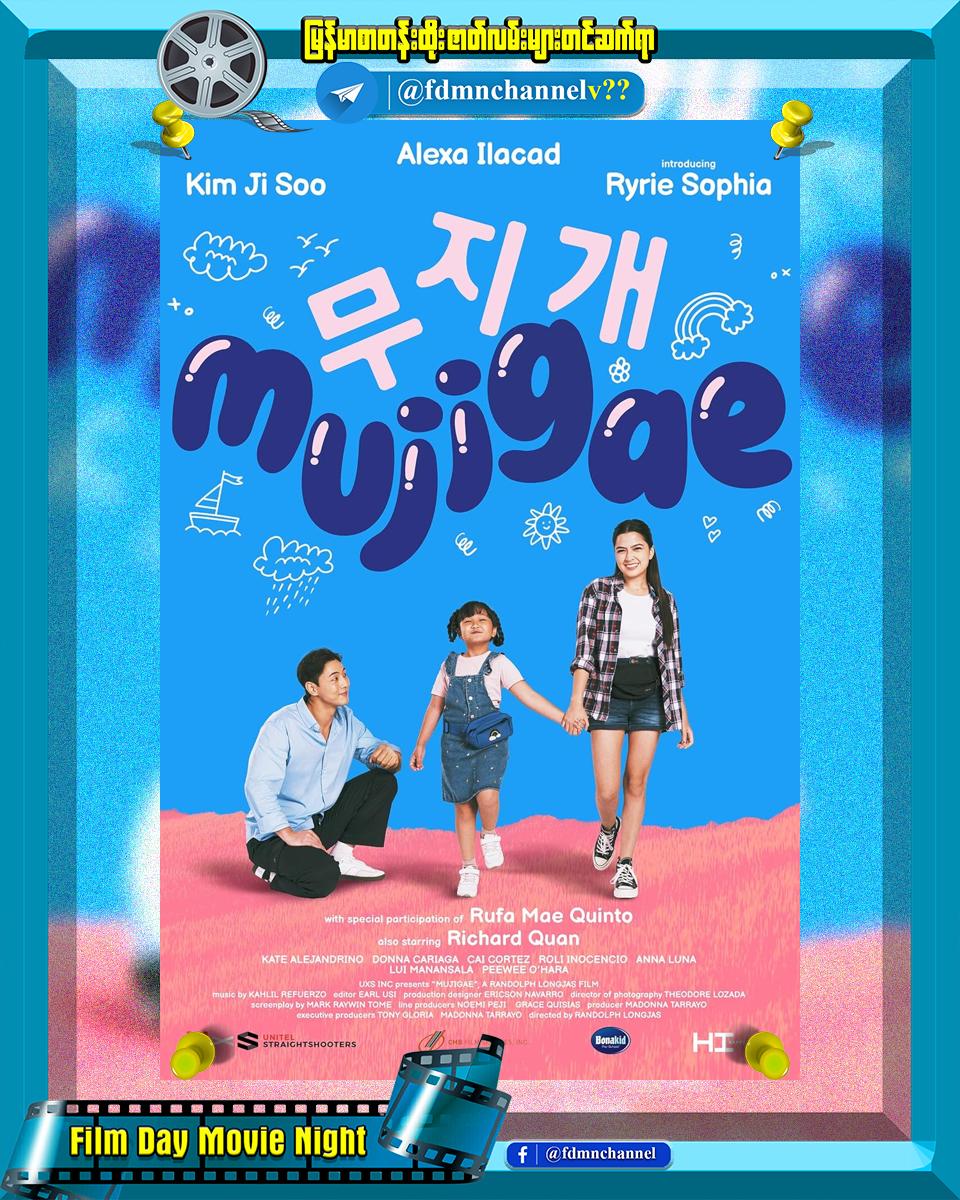 မြန်မာစာတန်းထိုးဇာတ်လမ်းများတင်ဆက်ရာ
@fdmnchannelv??
Alexa Ilacad
Kim Ji Soo
introducing
Ryrie Sophia
무지개
mujigae
with special participation of Rufa Mae Quinto
also starring Richard Quan
KATE ALEJANDRINO DONNA CARIAGA CAI CORTEZ ROLI INOCENCIO ANNA LUNA
LUI MANANSALA PEEWEE O'HARA
UXS INC presents "MUJIGAE", A RANDOLPH LONGJAS FILM
music by KAHLIL REFUERZO editor EARL USI production designer ERICSON NAVARRO director of photography THEODORE LOZADA
screenplay by MARK RAYWIN TOME line producers NOEMI PEJI GRACE QUISIAS producer MADONNA TARRAYO
executive producers TONY GLORIA MADONNA TARRAYO directed by RANDOLPH LONGJAS
UNITEL
STRAIGHTSHOOTERS
Bonakid
Pre-School
Film Day Movie Night
@fdmnchannel